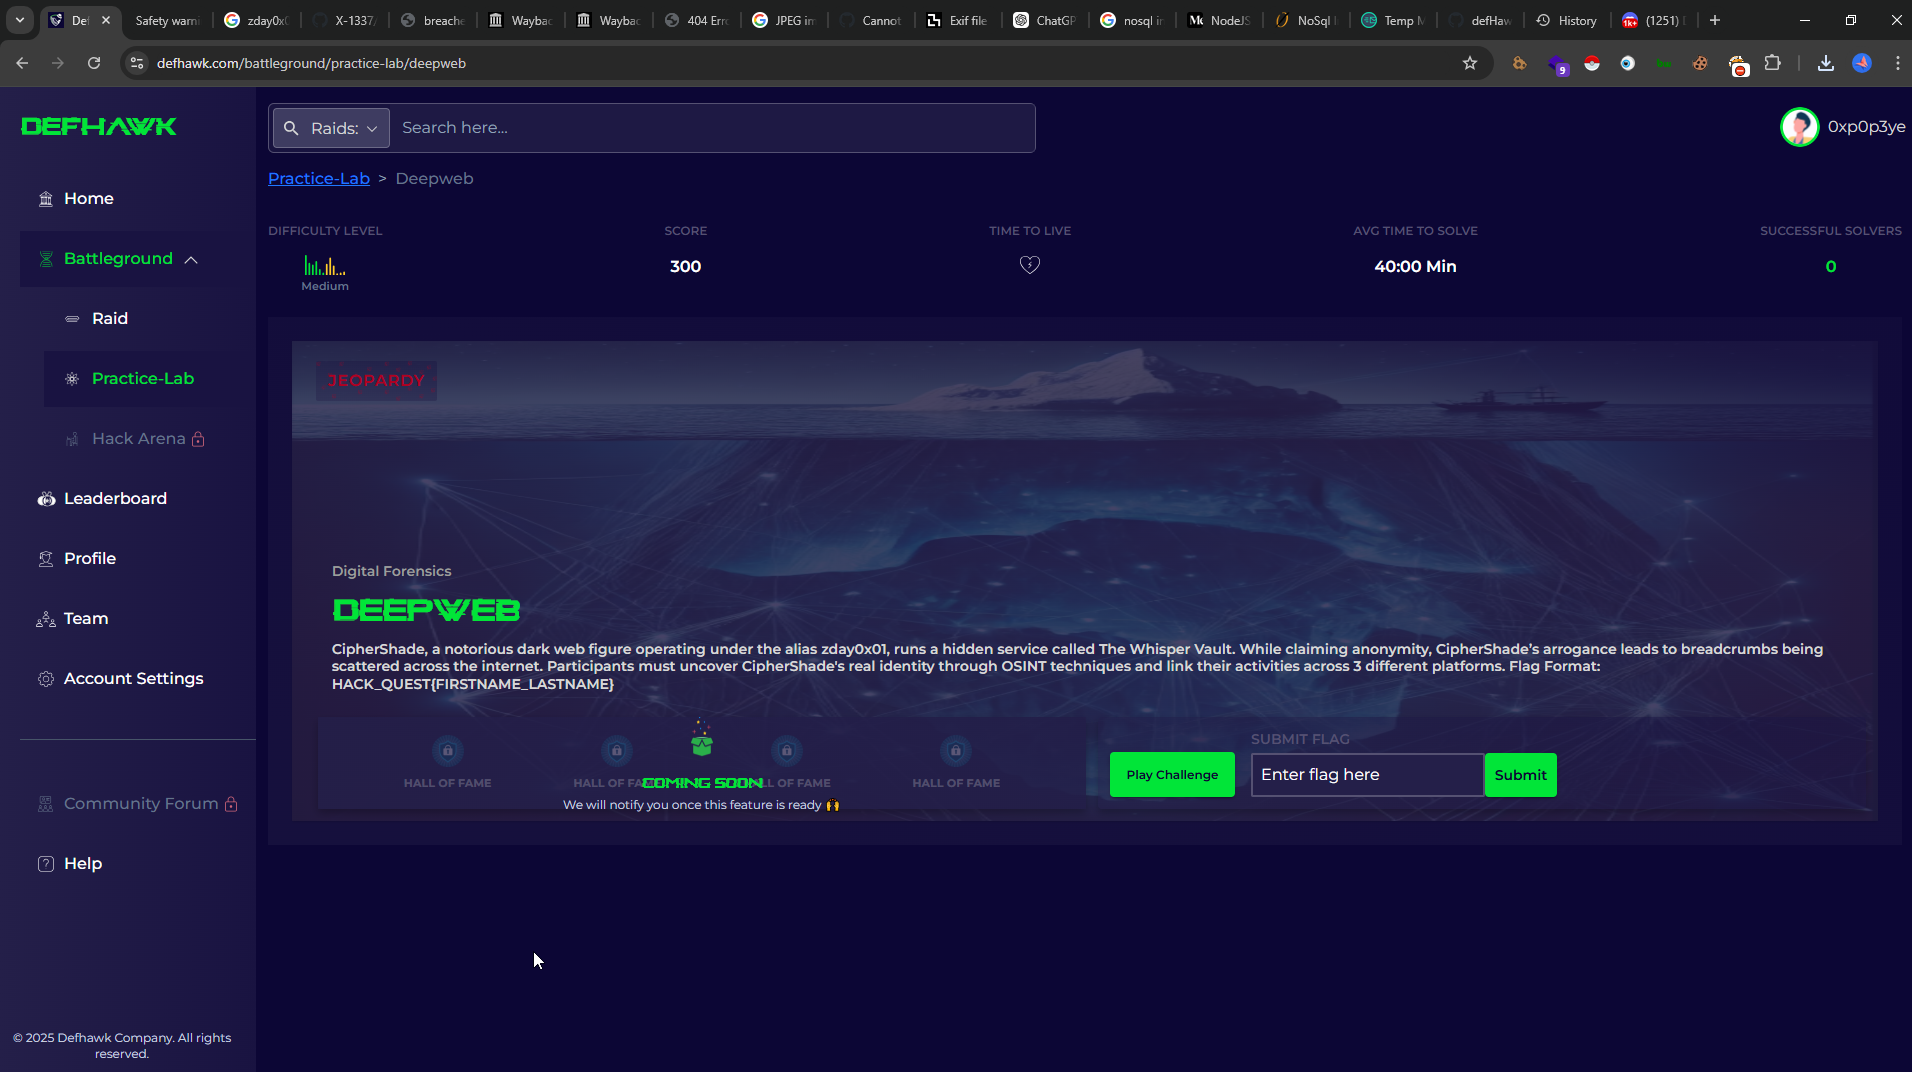 Def
Safety warni
zday0x0
X-1337/
breache
Wayba
Wayba
404 Err
JPEG im
Cannot
Exif file
ChatGP
nosql in
NodeJS
NoSql I
Temp M
defHaw
History
(1251)
defhawk.com/battleground/practice-lab/deepweb
9
DEFHAWK
Raids:
Search here...
0xp0p3ye
Practice-Lab > Deepweb
Home
Battleground
Raid
Practice-Lab
Hack Arena
Leaderboard
Profile
Team
Account Settings
Community Forum
Help
© 2025 Defhawk Company. All rights
reserved.
DIFFICULTY LEVEL
Medium
SCORE
300
TIME TO LIVE
AVG TIME TO SOLVE
40:00 Min
SUCCESSFUL SOLVERS
0
JEOPARDY
Digital Forensics
DEEPWEB
CipherShade, a notorious dark web figure operating under the alias zday0x01, runs a hidden service called The Whisper Vault. While claiming anonymity, CipherShade’s arrogance leads to breadcrumbs being
scattered across the internet. Participants must uncover CipherShade's real identity through OSINT techniques and link their activities across 3 different platforms. Flag Format:
HACK_QUEST{FIRSTNAME_LASTNAME}
HALL OF FAME
HALL OF FA
LL OF FAME
HALL OF FAME
COMING SOON
We will notify you once this feature is ready
Play Challenge
SUBMIT FLAG
Enter flag here
Submit